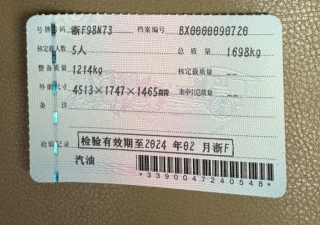 号牌号码 浙F98N73 档案编号 BX0000090720
核定载人数 5人 总质量 1698kg
整备质量 1214kg 核定载质量 --
外廓尺寸 4513×1747×1465mm 准牵引总质量 --
备注
检验记录 检验有效期至2024年02月浙F
汽油
*3390047240548*